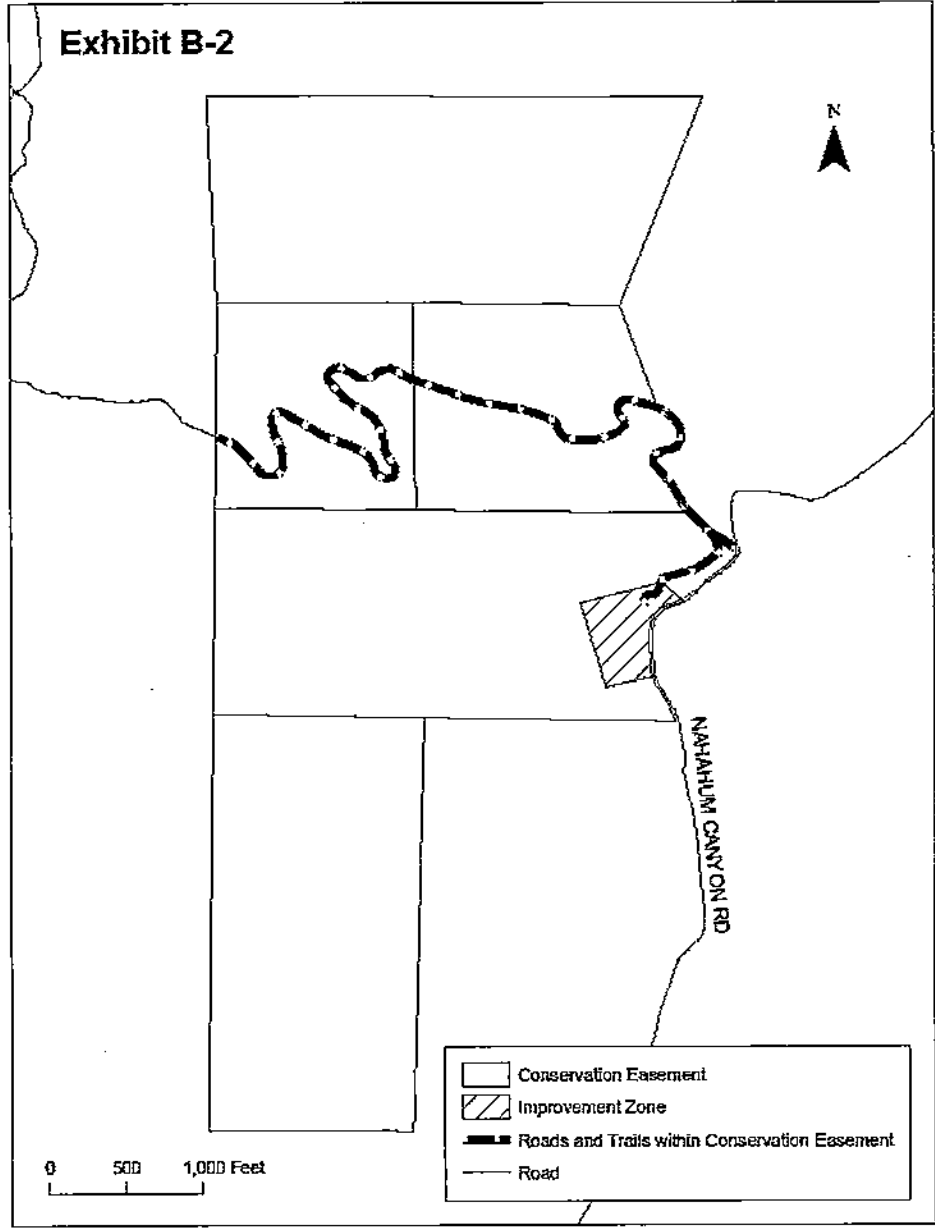 Exhibit B-2
N
NAHAHUM CANYON RD
Conservation Easement
Improvement Zone
Roads and Trails within Conservation Easement
Road
0 500 1,000 Feet